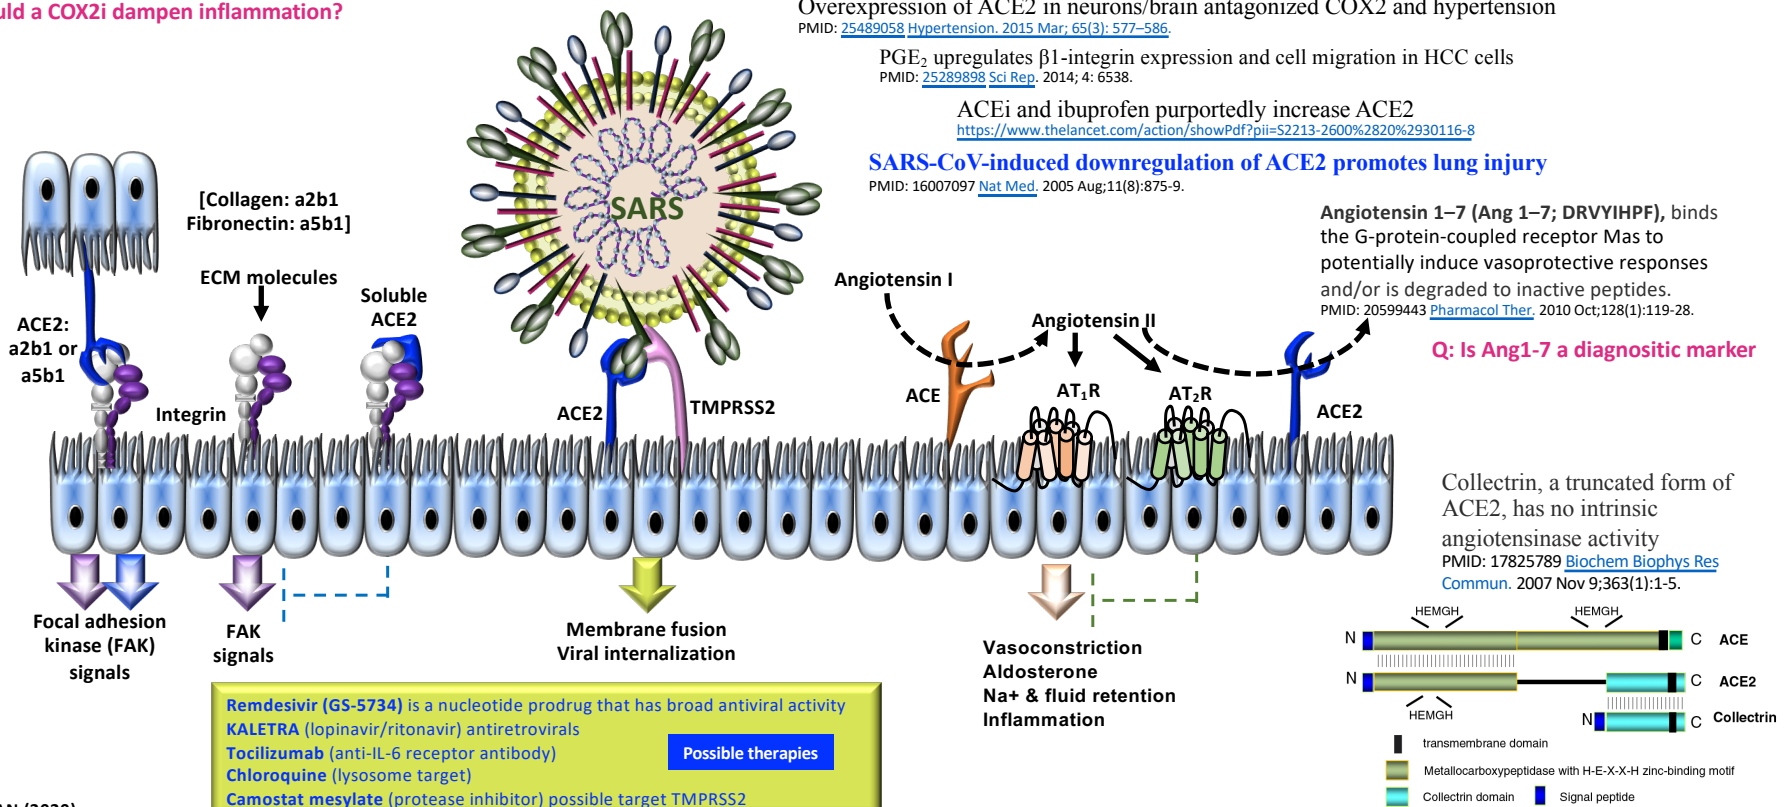 ld a COX2i dampen inflammation?
Overexpression of ACE2 in neurons/brain antagonized COX2 and hypertension
PMID: 25489058 Hypertension. 2015 Mar; 65(3): 577–586.
PGE₂ upregulates β1-integrin expression and cell migration in HCC cells
PMID: 25289898 Sci Rep. 2014; 4: 6538.
ACEi and ibuprofen purportedly increase ACE2
https://www.thelancet.com/action/showPdf?pii=S2213-2600%2820%2930116-8
SARS-CoV-induced downregulation of ACE2 promotes lung injury
PMID: 16007097 Nat Med. 2005 Aug;11(8):875-9.
[Collagen: a2b1
Fibronectin: a5b1]
ECM molecules
Soluble
ACE2
ACE2:
a2b1 or
a5b1
Integrin
SARS
ACE2
TMPRSS2
Angiotensin I
Angiotensin II
ACE
AT₁R
AT₂R
ACE2
Angiotensin 1–7 (Ang 1–7; DRVYIHPF), binds
the G-protein-coupled receptor Mas to
potentially induce vasoprotective responses
and/or is degraded to inactive peptides.
PMID: 20599443 Pharmacol Ther. 2010 Oct;128(1):119-28.
Q: Is Ang1-7 a diagnositic marker
Collectrin, a truncated form of
ACE2, has no intrinsic
angiotensinase activity
PMID: 17825789 Biochem Biophys Res
Commun. 2007 Nov 9;363(1):1-5.
Focal adhesion
kinase (FAK)
signals
FAK
signals
Membrane fusion
Viral internalization
Vasoconstriction
Aldosterone
Na+ & fluid retention
Inflammation
Remdesivir (GS-5734) is a nucleotide prodrug that has broad antiviral activity
KALETRA (lopinavir/ritonavir) antiretrovirals
Tocilizumab (anti-IL-6 receptor antibody)
Chloroquine (lysosome target)
Camostat mesylate (protease inhibitor) possible target TMPRSS2
Possible therapies
HEMGH HEMGH
N C ACE
N C ACE2
HEMGH
N C Collectrin
transmembrane domain
Metallocarboxypeptidase with H-E-X-X-H zinc-binding motif
Collectrin domain
Signal peptide